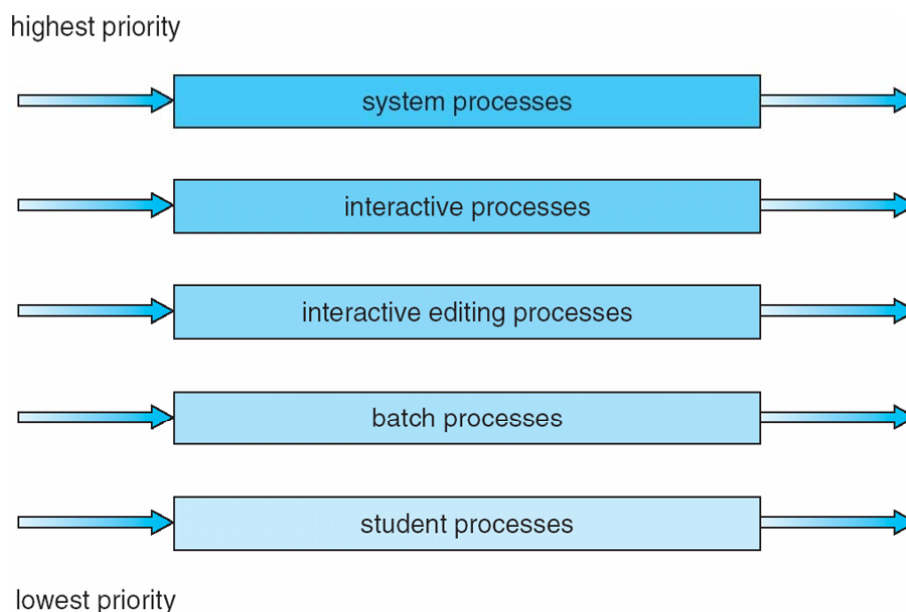 highest priority
system processes
interactive processes
interactive editing processes
batch processes
student processes
lowest priority